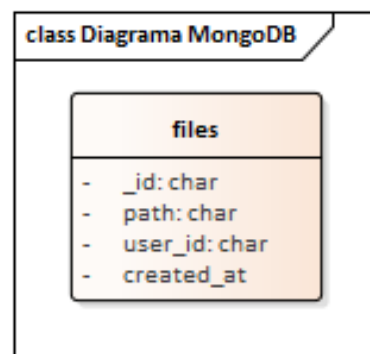 class Diagrama MongoDB
files
- _id: char
- path: char
- user_id: char
- created_at